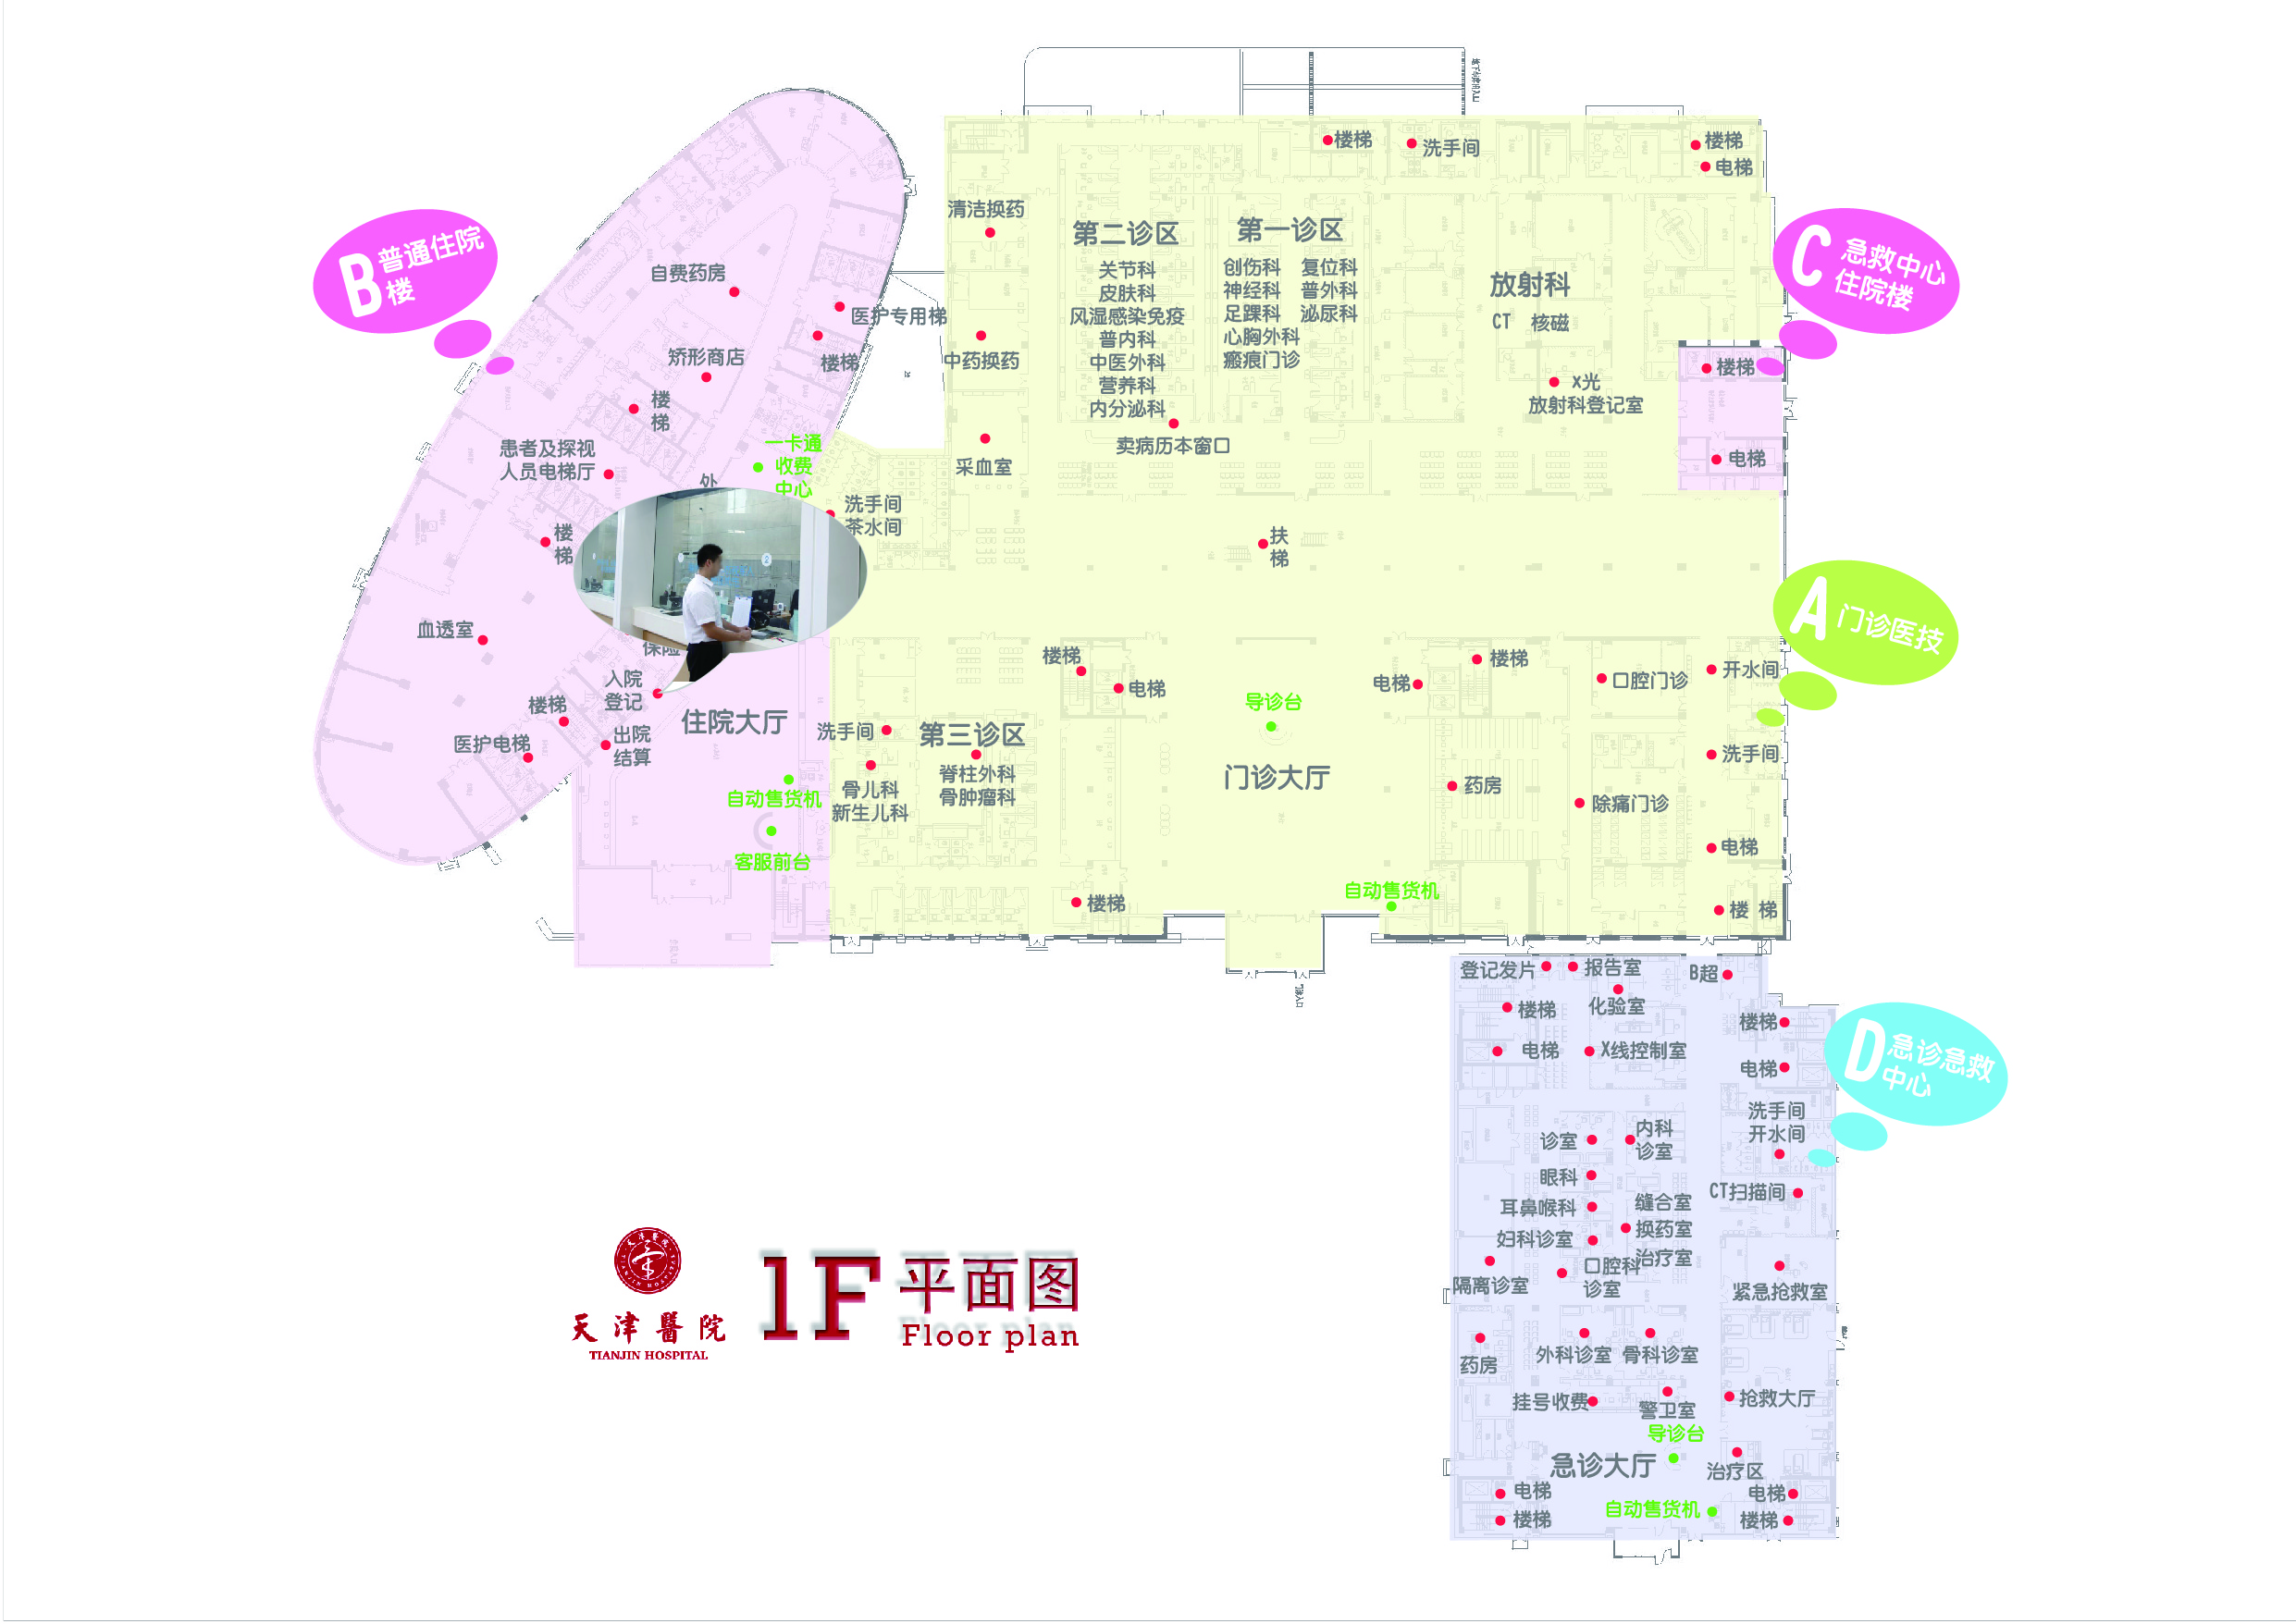 楼梯
洗手间
楼梯
电梯
清洁换药
第二诊区
关节科
皮肤科
风湿感染免疫
普内科
中医外科
营养科
内分泌科
第一诊区
创伤科 复位科
神经科 普外科
足踝科 泌尿科
心胸外科
瘢痕门诊
放射科
CT 核磁
X光
放射科登记室
C 急救中心
住院楼
B 普通住院
楼
自费药房
医护专用梯
楼梯
矫形商店
楼
梯
中药换药
卖病历本窗口
采血室
楼梯
电梯
患者及探视
人员电梯厅
一卡通
收费
中心
外
洗手间
茶水间
楼
梯
扶
梯
2
A 门诊医技
血透室
保险
入院
登记
楼梯
出院
结算
医护电梯
住院大厅
自动售货机
客服前台
洗手间
骨儿科
新生儿科
第三诊区
脊柱外科
骨肿瘤科
楼梯
电梯
楼梯
导诊台
门诊大厅
自动售货机
电梯
楼梯
药房
口腔门诊
除痛门诊
开水间
洗手间
电梯
楼 梯
登记发片
报告室
B超
化验室
楼梯
楼梯
电梯
X线控制室
电梯
D 急诊急救
中心
洗手间
开水间
诊室
内科
诊室
眼科
CT扫描间
耳鼻喉科
缝合室
换药室
治疗室
妇科诊室
口腔科
诊室
隔离诊室
紧急抢救室
药房
外科诊室
骨科诊室
挂号收费
警卫室
抢救大厅
导诊台
急诊大厅
治疗区
电梯
电梯
自动售货机
楼梯
楼梯
天津醫院
TIANJIN HOSPITAL
天津醫院
TIANJIN HOSPITAL
1F 平面图
Floor plan